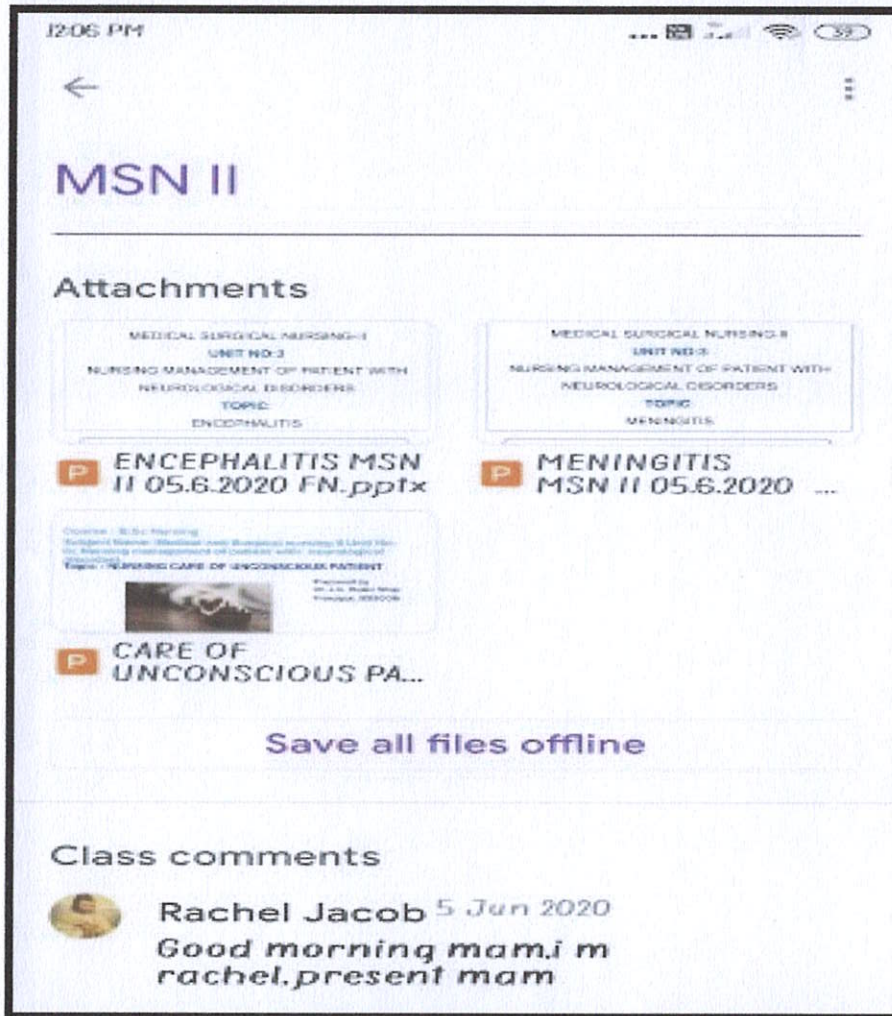 12:06 PM
... 39
MSN II
Attachments
MEDICAL SURGICAL NURSING-II
UNIT NO:3
NURSING MANAGEMENT OF PATIENT WITH
NEUROLOGICAL DISORDERS
TOPIC
ENCEPHALITIS
MEDICAL SURGICAL NURSING-II
UNIT NO:3
NURSING MANAGEMENT OF PATIENT WITH
NEUROLOGICAL DISORDERS
TOPIC
MENINGITIS
P ENCEPHALITIS MSN
II 05.6.2020 FN.pptx
P MENINGITIS
MSN II 05.6.2020 ...
Course : B.Sc Nursing
Topic : NURSING CARE OF UNCONSCIOUS PATIENT
Prepared by
P CARE OF
UNCONSCIOUS PA...
Save all files offline
Class comments
Rachel Jacob 5 Jun 2020
Good morning mam.i m
rachel.present mam